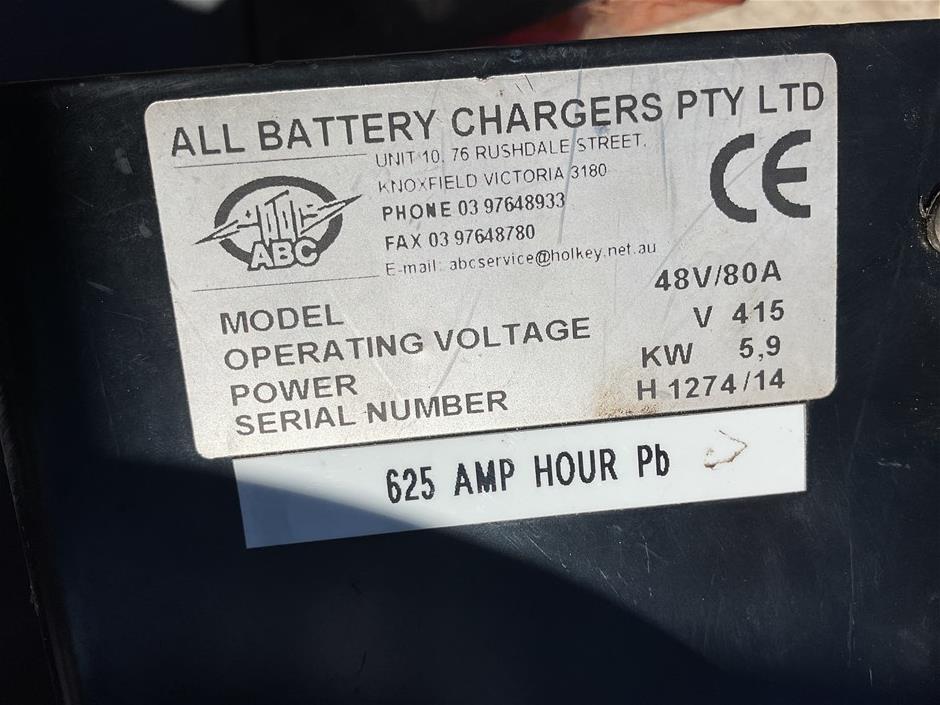 ALL BATTERY CHARGERS PTY LTD
UNIT 10, 76 RUSHDALE STREET,
KNOXFIELD VICTORIA 3180
PHONE 03 97648933
FAX 03 97648780
E-mail: abcservice@holkey.net.au
ABC
CE
MODEL 48V/80A
OPERATING VOLTAGE V 415
POWER KW 5,9
SERIAL NUMBER H 1274/14
625 AMP HOUR Pb